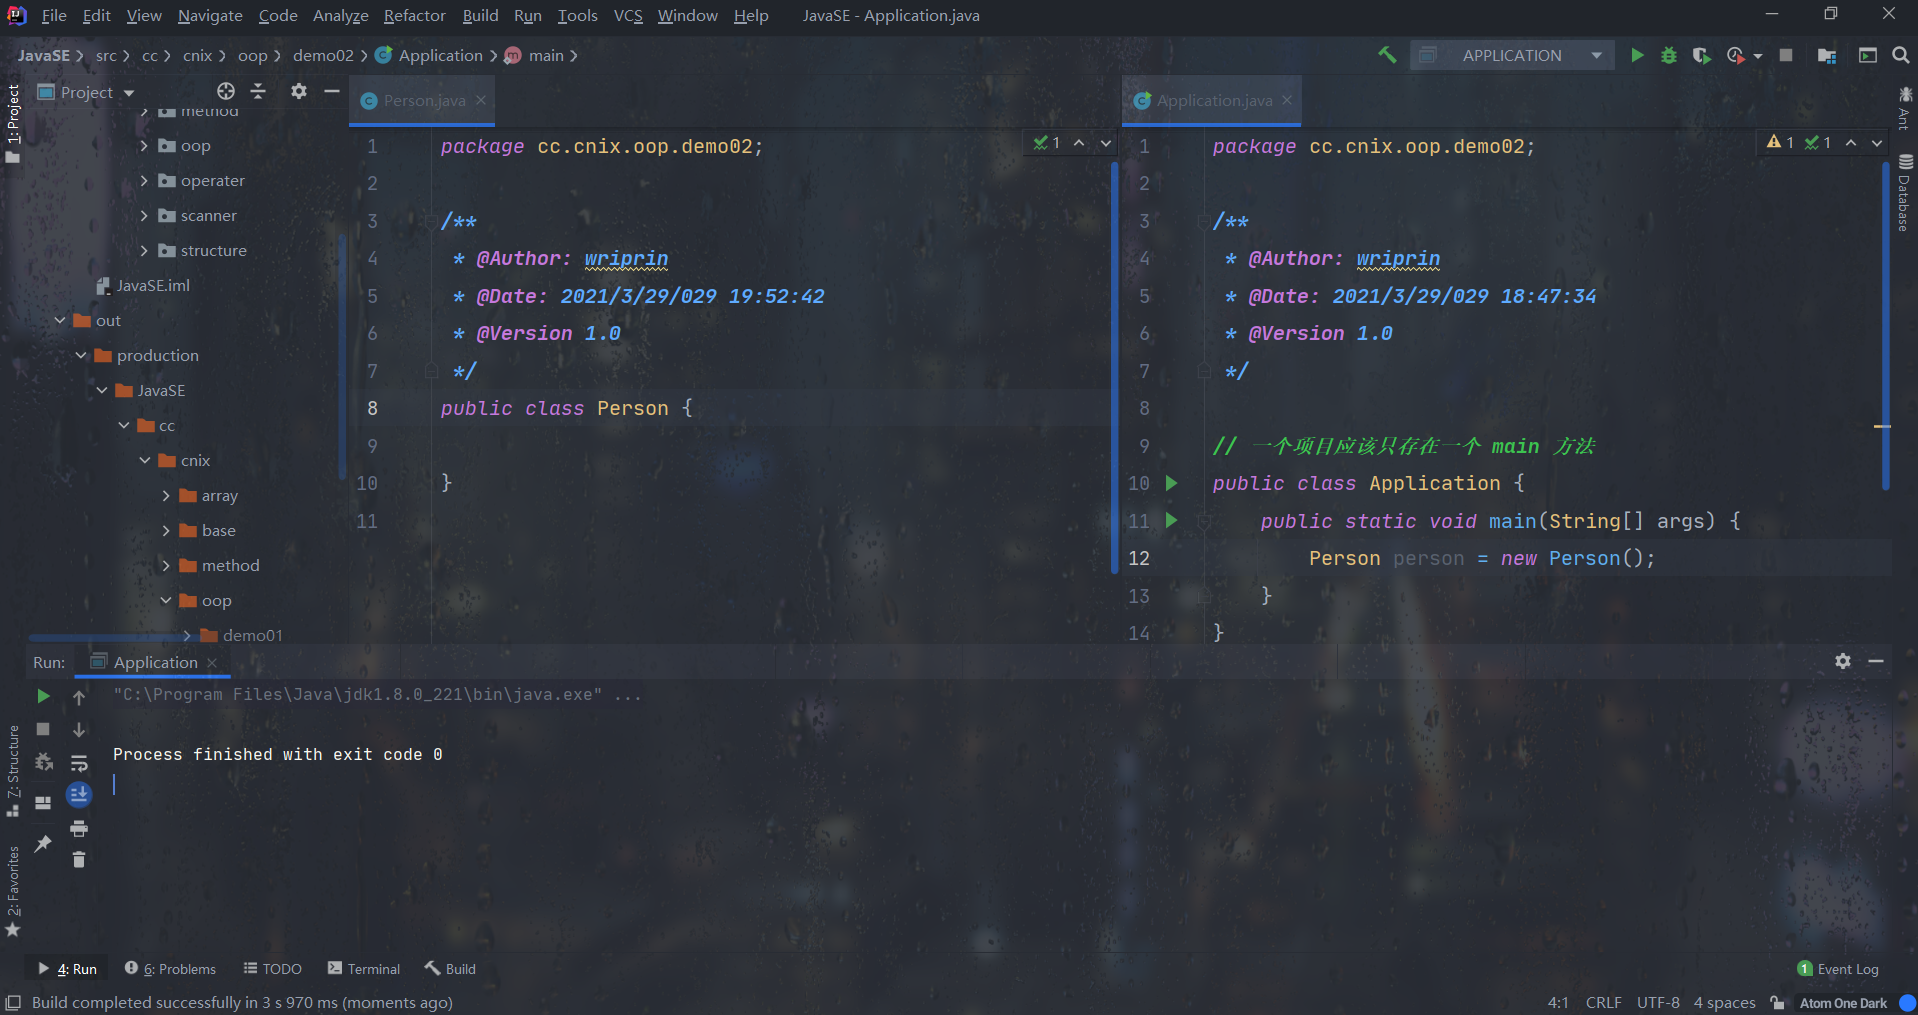 File Edit View Navigate Code Analyze Refactor Build Run Tools VCS Window Help JavaSE - Application.java
JavaSE src cc cnix oop demo02 Application main
APPLICATION
Project
1: Project
method
oop
operater
scanner
structure
JavaSE.iml
out
production
JavaSE
cc
cnix
array
base
method
oop
demo01
Person.java
1
1 package cc.cnix.oop.demo02;
2
3 /**
4 * @Author: wriprin
5 * @Date: 2021/3/29/029 19:52:42
6 * @Version 1.0
7 */
8 public class Person {
9
10 }
11
Application.java
1 1
1 package cc.cnix.oop.demo02;
2
3 /**
4 * @Author: wriprin
5 * @Date: 2021/3/29/029 18:47:34
6 * @Version 1.0
7 */
8
9 // 一个项目应该只存在一个 main 方法
10 public class Application {
11 public static void main(String[] args) {
12 Person person = new Person();
13 }
14 }
Ant
Database
Run: Application
"C:\Program Files\Java\jdk1.8.0_221\bin\java.exe" ...
Process finished with exit code 0
7: Structure
2: Favorites
4: Run 6: Problems TODO Terminal Build
1 Event Log
Build completed successfully in 3 s 970 ms (moments ago)
4:1 CRLF UTF-8 4 spaces Atom One Dark